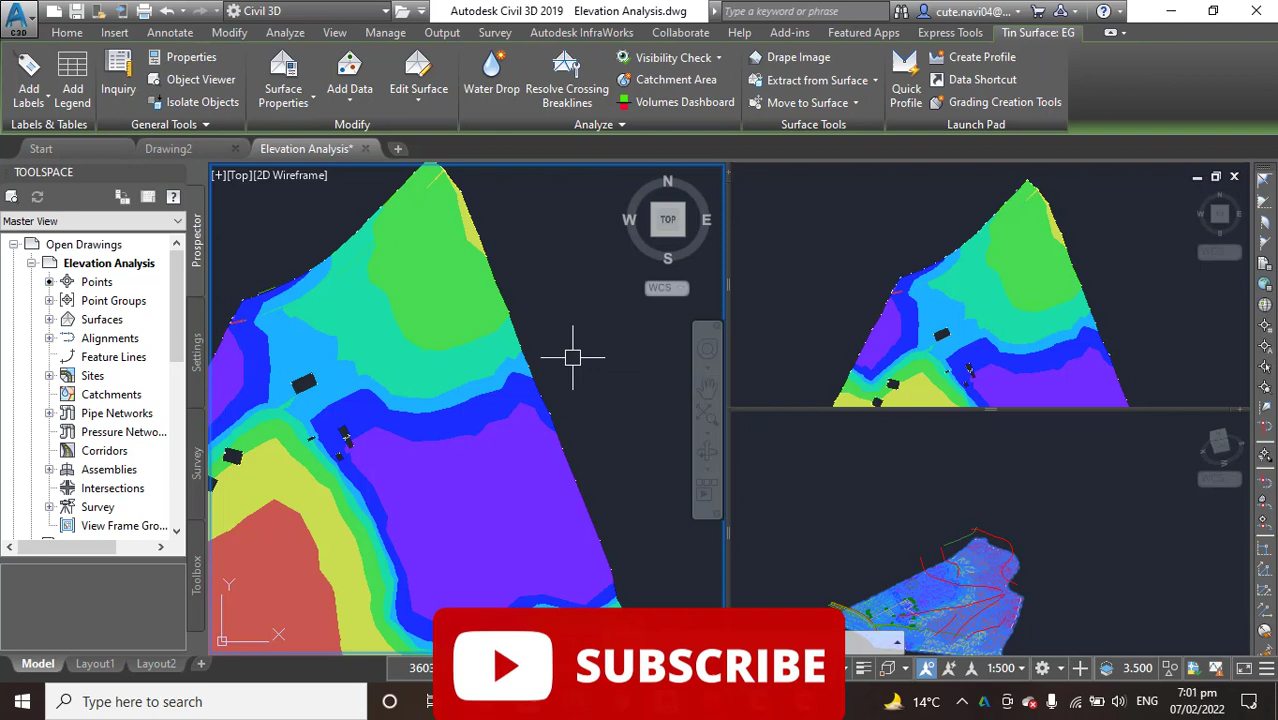 C3D
Civil 3D
Autodesk Civil 3D 2019 Elevation Analysis.dwg
Type a keyword or phrase
cute.navi04@...
Home Insert Annotate Modify Analyze View Manage Output Survey Autodesk InfraWorks Collaborate Help Add-ins Featured Apps Express Tools Tin Surface: EG
Add Labels
Add Legend
Labels & Tables
Inquiry
Properties
Object Viewer
Isolate Objects
General Tools
Surface Properties
Add Data
Edit Surface
Modify
Water Drop
Resolve Crossing Breaklines
Visibility Check
Catchment Area
Volumes Dashboard
Analyze
Drape Image
Extract from Surface
Move to Surface
Surface Tools
Quick Profile
Create Profile
Data Shortcut
Grading Creation Tools
Launch Pad
Start Drawing2 Elevation Analysis*
TOOLSPACE
Master View
Open Drawings
Elevation Analysis
Points
Point Groups
Surfaces
Alignments
Feature Lines
Sites
Catchments
Pipe Networks
Pressure Netwo...
Corridors
Assemblies
Intersections
Survey
View Frame Gro...
Prospector
Settings
Survey
Toolbox
[+][Top][2D Wireframe]
N
W TOP E
S
WCS
Y
X
SUBSCRIBE
Model Layout1 Layout2
3603
1:500
3.500
Type here to search
14°C
ENG
7:01 pm
07/02/2022